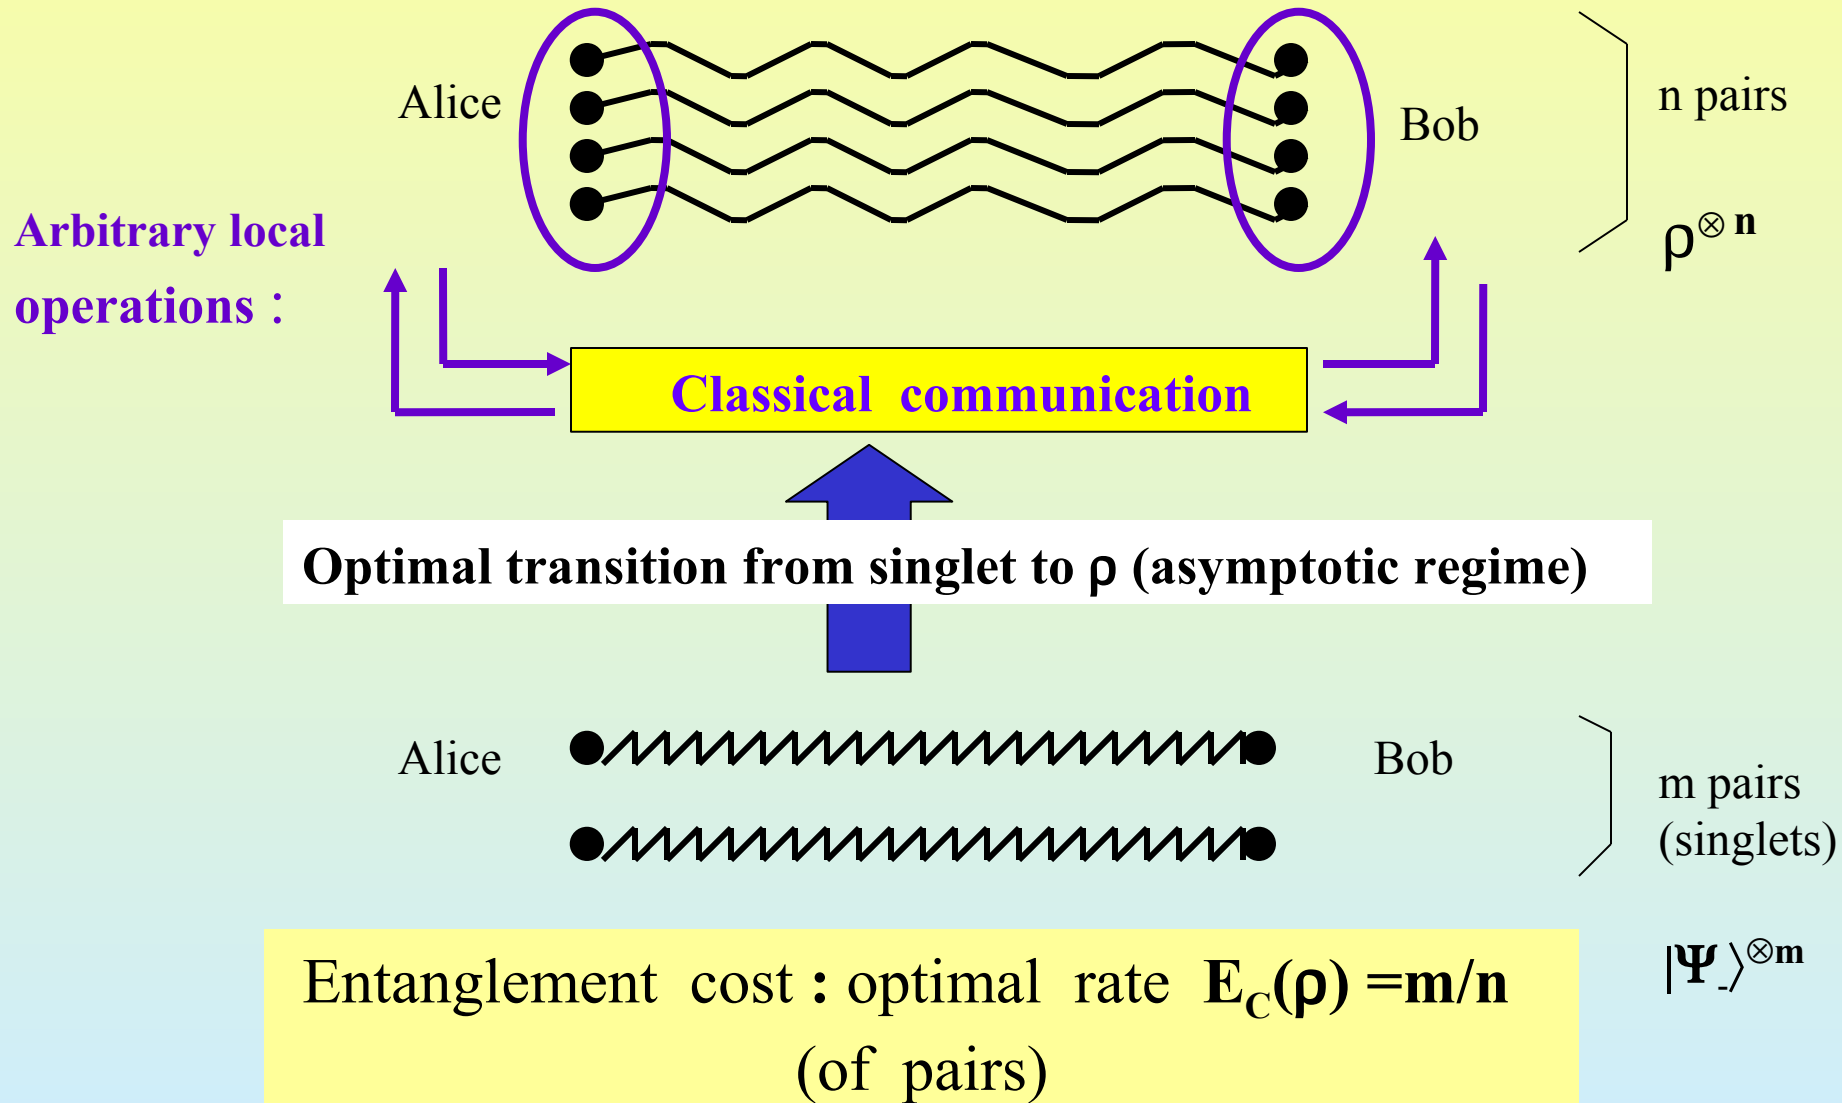 Alice
Bob
n pairs
ρ⊗ n
Arbitrary local
operations :
Classical communication
Optimal transition from singlet to ρ (asymptotic regime)
Alice
Bob
m pairs
(singlets)
|Ψ-⟩⊗m
Entanglement cost : optimal rate EC(ρ) =m/n
(of pairs)